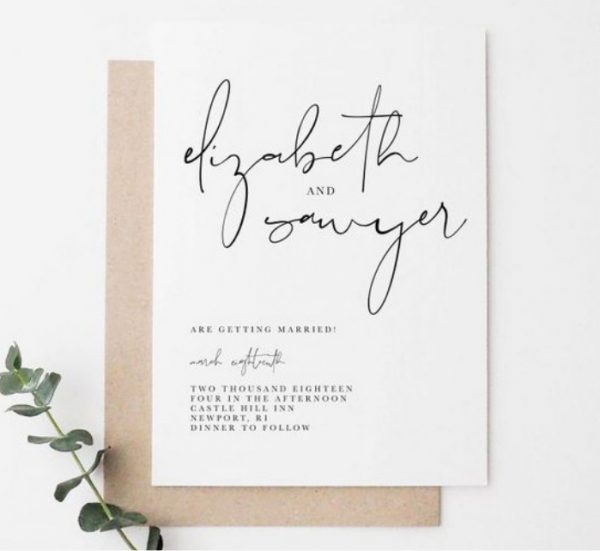 elizabeth
AND
sawyer
ARE GETTING MARRIED!
march eighteenth
TWO THOUSAND EIGHTEEN
FOUR IN THE AFTERNOON
CASTLE HILL INN
NEWPORT, RI
DINNER TO FOLLOW